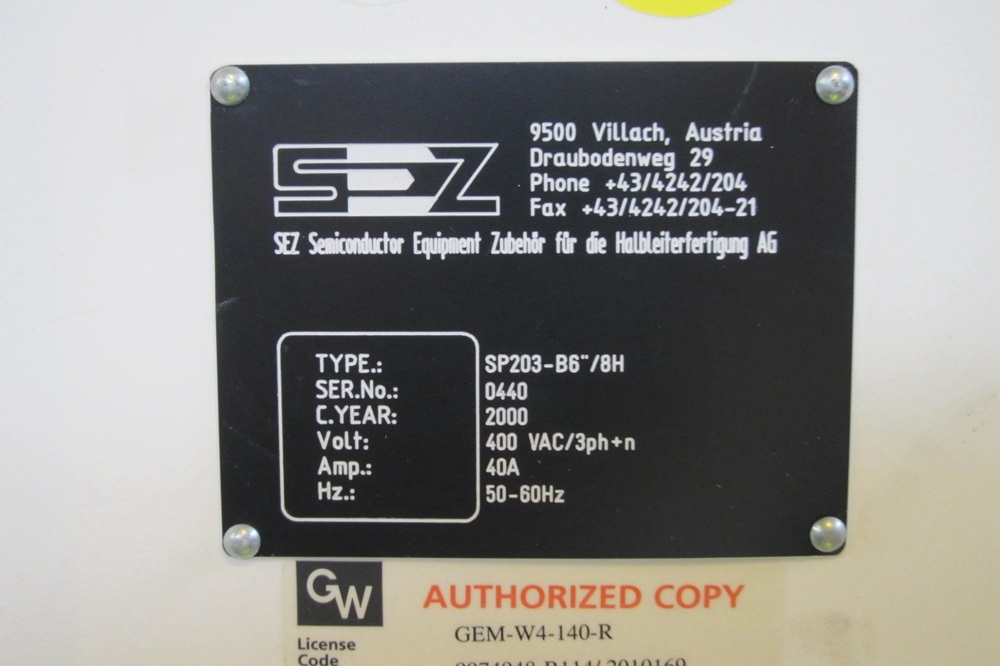 9500 Villach, Austria
Draubodenweg 29
Phone +43/4242/204
Fax +43/4242/204-21
SEZ
SEZ Semiconductor Equipment Zubehör für die Halbleiterfertigung AG
TYPE.: SP203-B6"/8H
SER.No.: 0440
C.YEAR: 2000
Volt: 400 VAC/3ph+n
Amp.: 40A
Hz.: 50-60Hz
GW
AUTHORIZED COPY
GEM-W4-140-R
License
Code